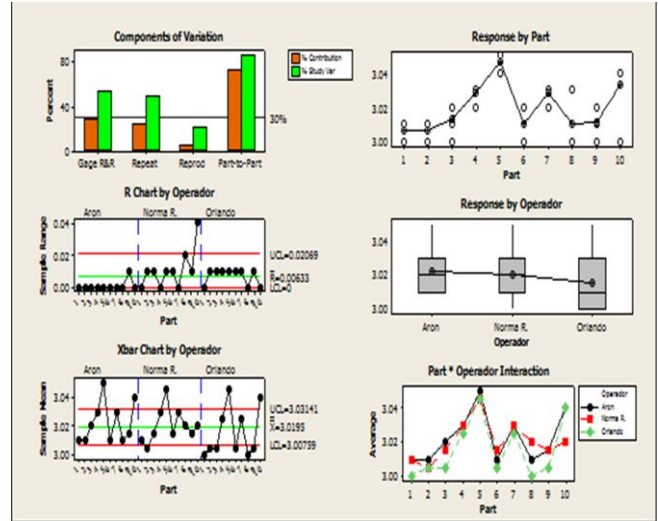 Components of Variation
% Contribution
% Study Var
Percent
80
40
0
30%
Gage R&R Repeat Reprod Part-to-Part
Response by Part
3.04
3.02
3.00
1 2 3 4 5 6 7 8 9 10
Part
R Chart by Operador
Aron Norma R. Orlando
Sample Range
0.04
0.02
0.00
UCL=0.02069
R=0.00633
LCL=0
Part
Response by Operador
3.04
3.02
3.00
Aron Norma R. Orlando
Operador
Xbar Chart by Operador
Aron Norma R. Orlando
Sample Mean
3.04
3.02
3.00
UCL=3.03141
X=3.0195
LCL=3.00759
Part
Part * Operador Interaction
Average
3.04
3.02
3.00
1 2 3 4 5 6 7 8 9 10
Part
Operador
Aron
Norma R.
Orlando